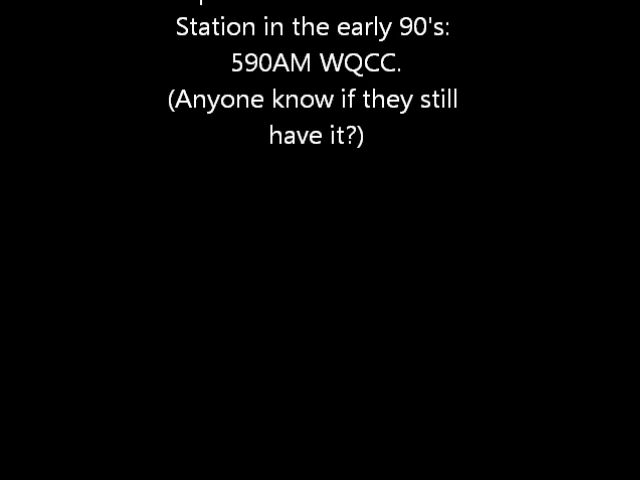 Station in the early 90's:
590AM WQCC.
(Anyone know if they still
have it?)